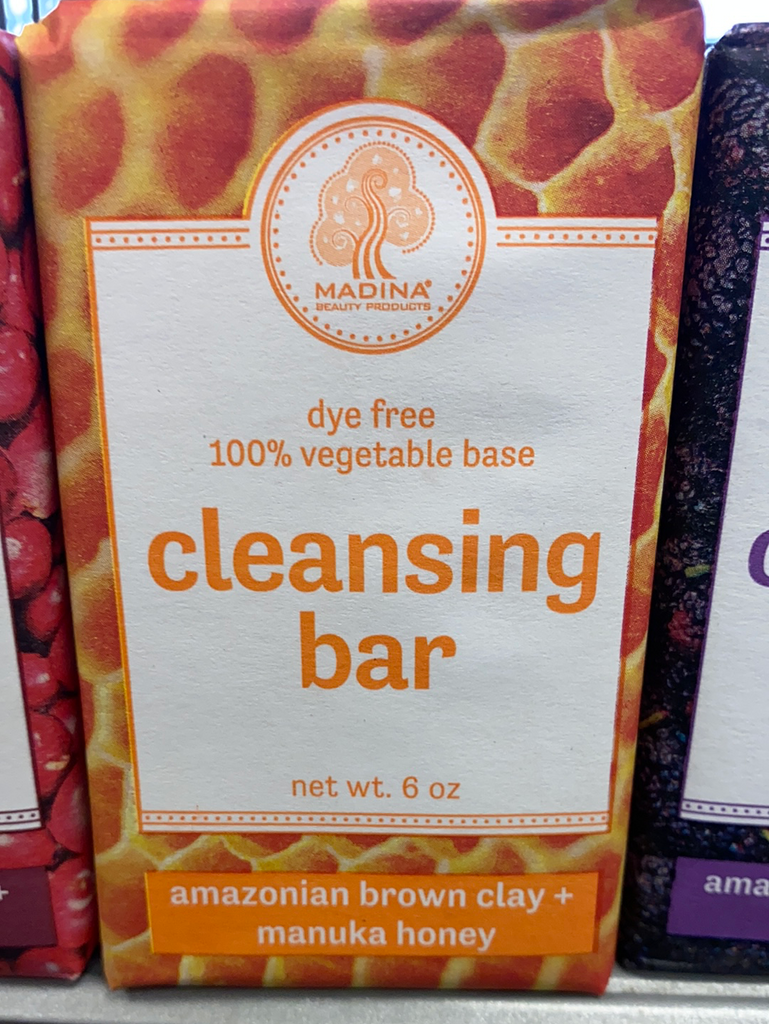 MADINA®
BEAUTY PRODUCTS
dye free
100% vegetable base
cleansing
bar
net wt. 6 oz
amazonian brown clay +
manuka honey
+
ama